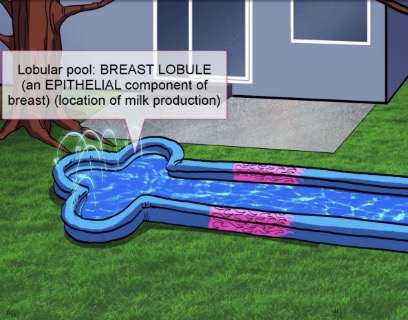 Lobular pool: BREAST LOBULE
(an EPITHELIAL component of
breast) (location of milk production)